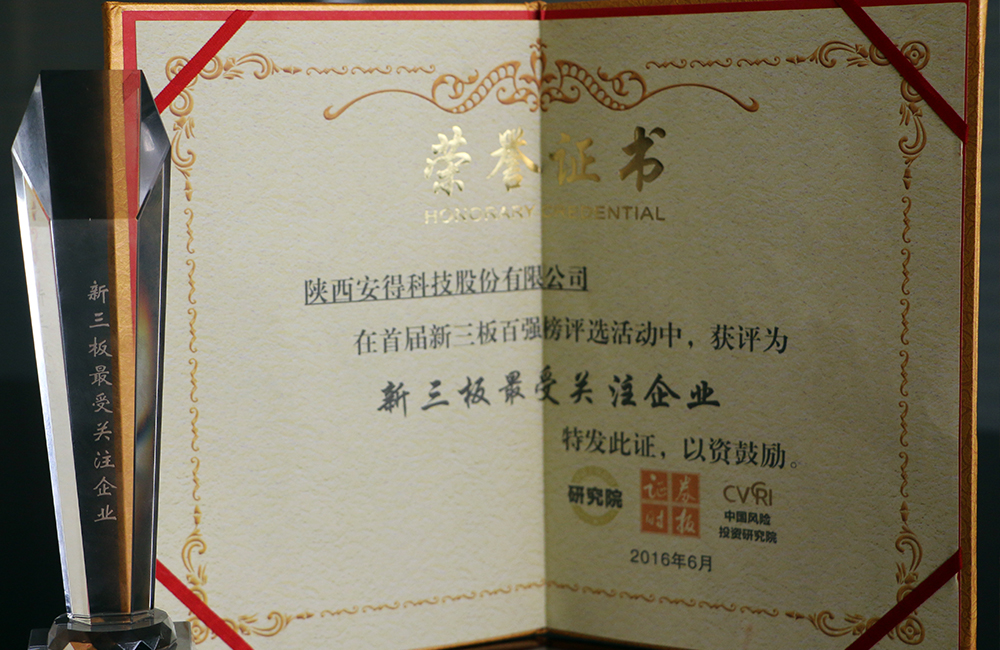 新三板最受关注企业
荣誉证书
HONORARY CREDENTIAL
陕西安得科技股份有限公司
在首届新三板百强榜评选活动中，获评为
新三板最受关注企业
特发此证，以资鼓励。
研究院
证券
时报
CVRI
中国风险
投资研究院
2016年6月